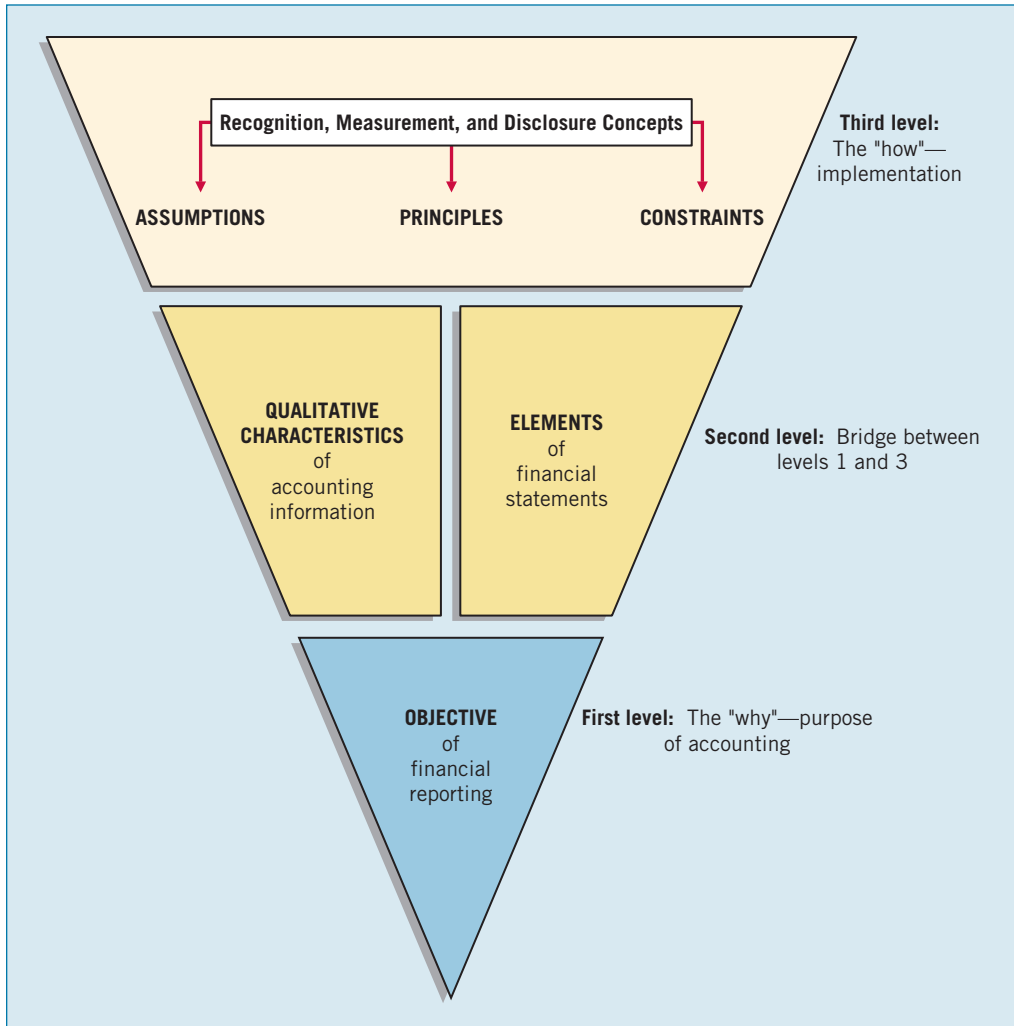 Recognition, Measurement, and Disclosure Concepts
ASSUMPTIONS
PRINCIPLES
CONSTRAINTS
Third level:
The "how"—
implementation
QUALITATIVE
CHARACTERISTICS
of
accounting
information
ELEMENTS
of
financial
statements
Second level: Bridge between
levels 1 and 3
OBJECTIVE
of
financial
reporting
First level: The "why"—purpose
of accounting